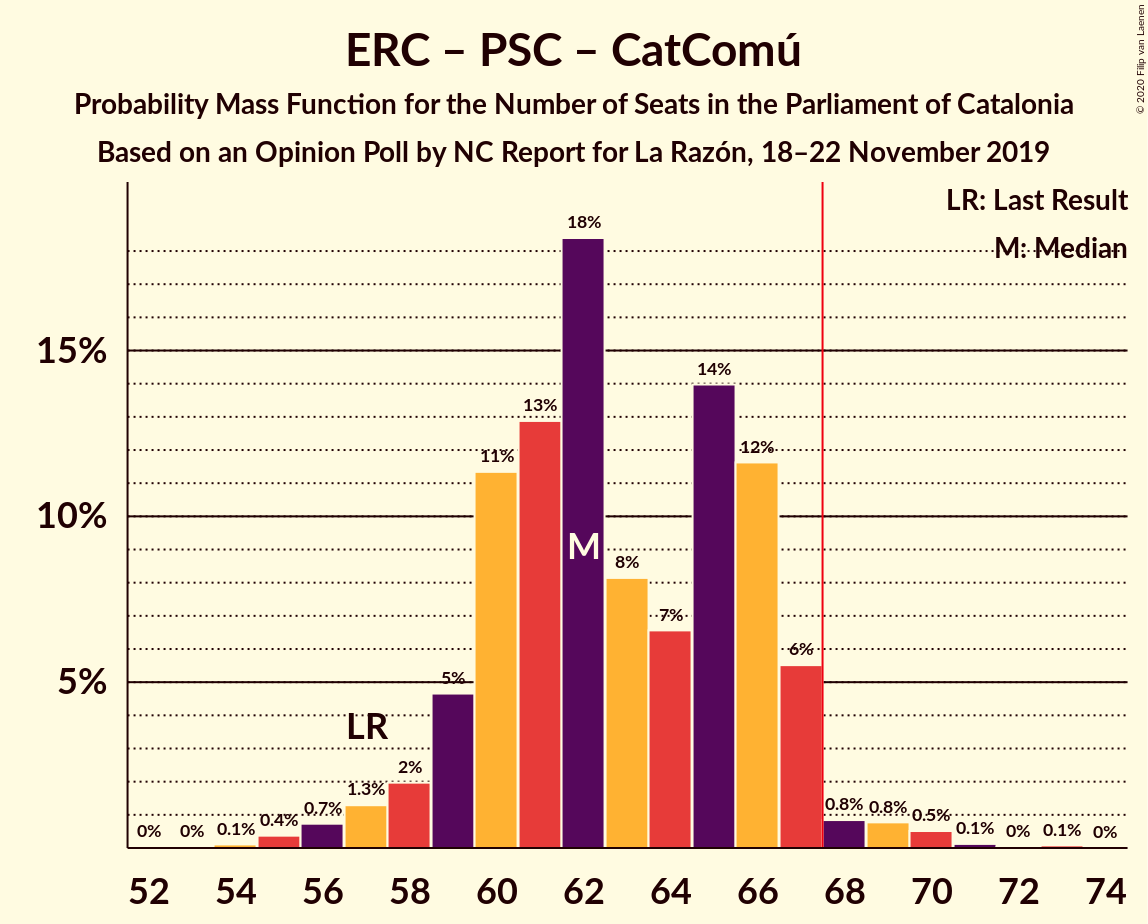 ERC – PSC – CatComú
Probability Mass Function for the Number of Seats in the Parliament of Catalonia
Based on an Opinion Poll by NC Report for La Razón, 18–22 November 2019
© 2020 Filip van Laenen
LR: Last Result
M: Median
15%
10%
5%
0% 0% 0.1% 0.4% 0.7% 1.3% 2% 5% 11% 13% 18% 8% 7% 14% 12% 6% 0.8% 0.8% 0.5% 0.1% 0% 0.1% 0%
LR
M
52 54 56 58 60 62 64 66 68 70 72 74